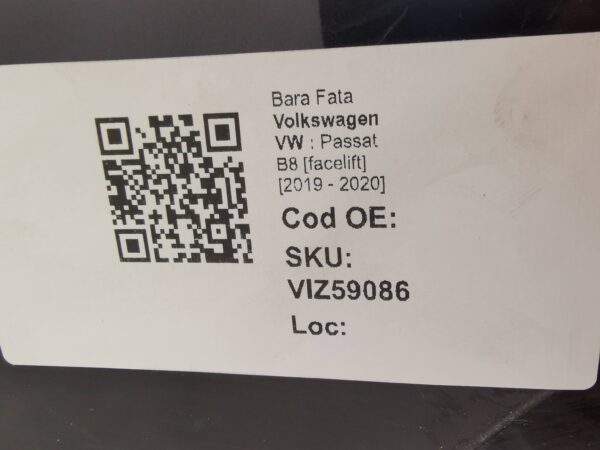 Bara Fata
Volkswagen
VW : Passat
B8 [facelift]
[2019 - 2020]
Cod OE:
SKU:
VIZ59086
Loc: